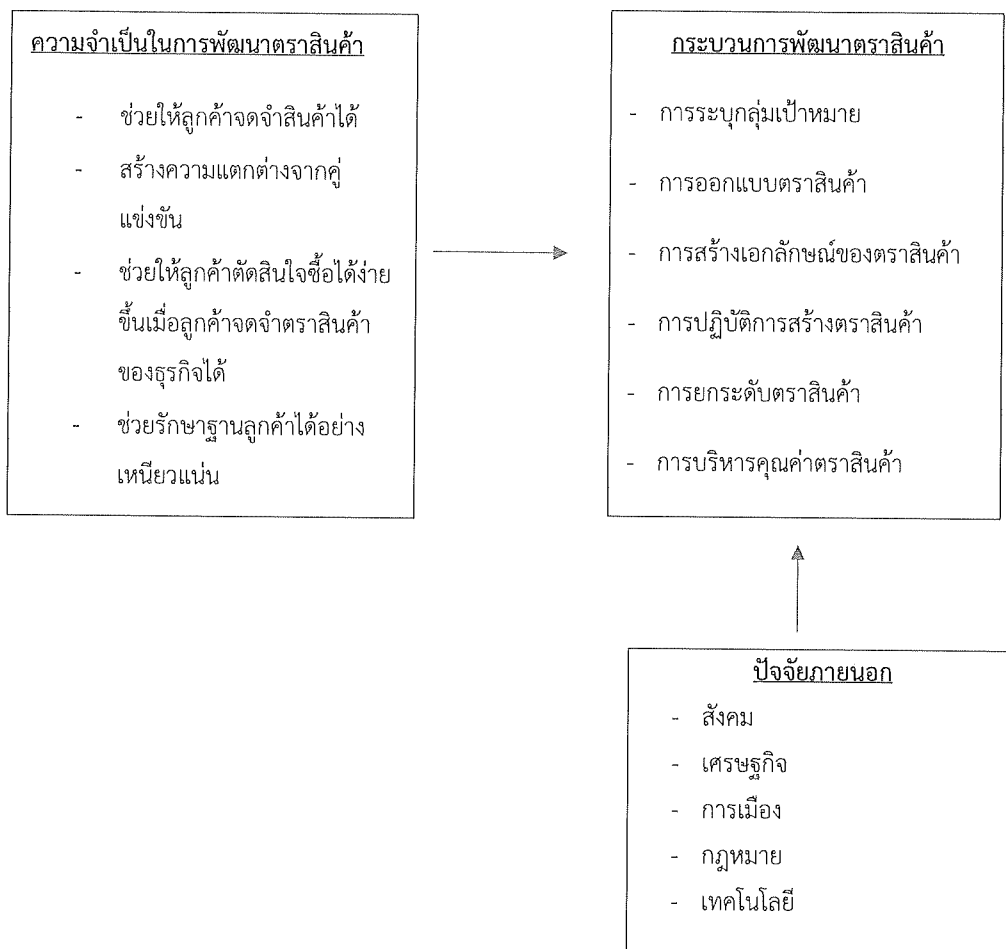 ความจำเป็นในการพัฒนาตราสินค้า
- ช่วยให้ลูกค้าจดจำสินค้าได้
- สร้างความแตกต่างจากคู่
แข่งขัน
- ช่วยให้ลูกค้าตัดสินใจซื้อได้ง่าย
ขึ้นเมื่อลูกค้าจดจำตราสินค้า
ของธุรกิจได้
- ช่วยรักษาฐานลูกค้าได้อย่าง
เหนียวแน่น
กระบวนการพัฒนาตราสินค้า
- การระบุกลุ่มเป้าหมาย
- การออกแบบตราสินค้า
- การสร้างเอกลักษณ์ของตราสินค้า
- การปฏิบัติการสร้างตราสินค้า
- การยกระดับตราสินค้า
- การบริหารคุณค่าตราสินค้า
ปัจจัยภายนอก
- สังคม
- เศรษฐกิจ
- การเมือง
- กฎหมาย
- เทคโนโลยี